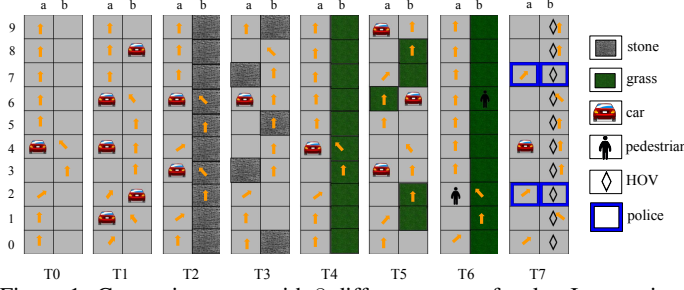 a b a b a b a b a b a b a b a b
9
8
7
6
5
4
3
2
1
0
stone
grass
car
pedestrian
HOV
police
T0 T1 T2 T3 T4 T5 T6 T7